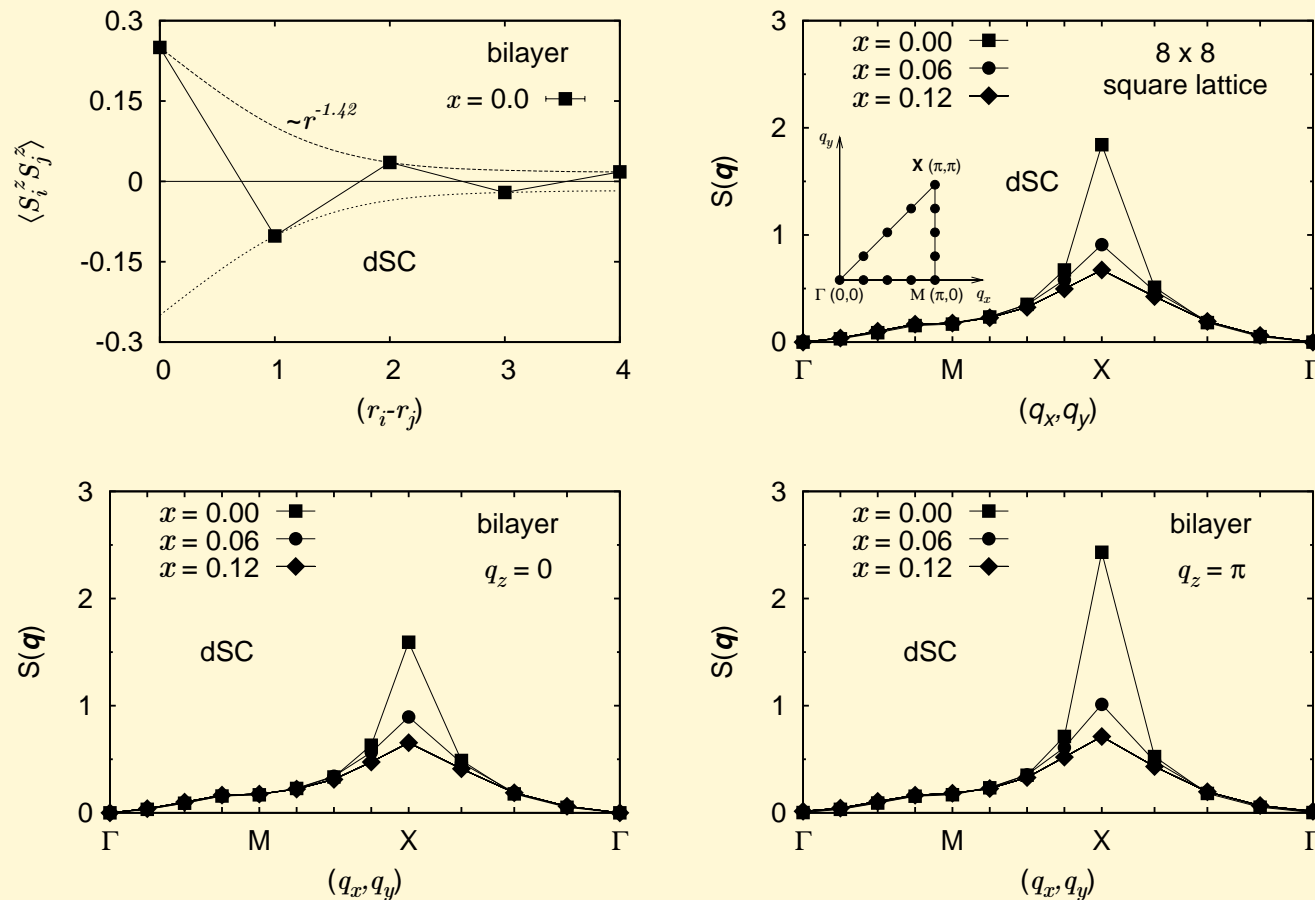 0.3
0.15
0
-0.15
-0.3
⟨S_i^z S_j^z⟩
bilayer
x = 0.0
~r^-1.42
dSC
0 1 2 3 4
(r_i-r_j)
3
2
1
0
S(q)
x = 0.00
x = 0.06
x = 0.12
8 x 8
square lattice
q_y
X (π,π)
dSC
Γ (0,0)
M (π,0)
q_x
Γ M X Γ
(q_x,q_y)
3
2
1
0
S(q)
x = 0.00
x = 0.06
x = 0.12
bilayer
q_z = 0
dSC
Γ M X Γ
(q_x,q_y)
3
2
1
0
S(q)
x = 0.00
x = 0.06
x = 0.12
bilayer
q_z = π
dSC
Γ M X Γ
(q_x,q_y)